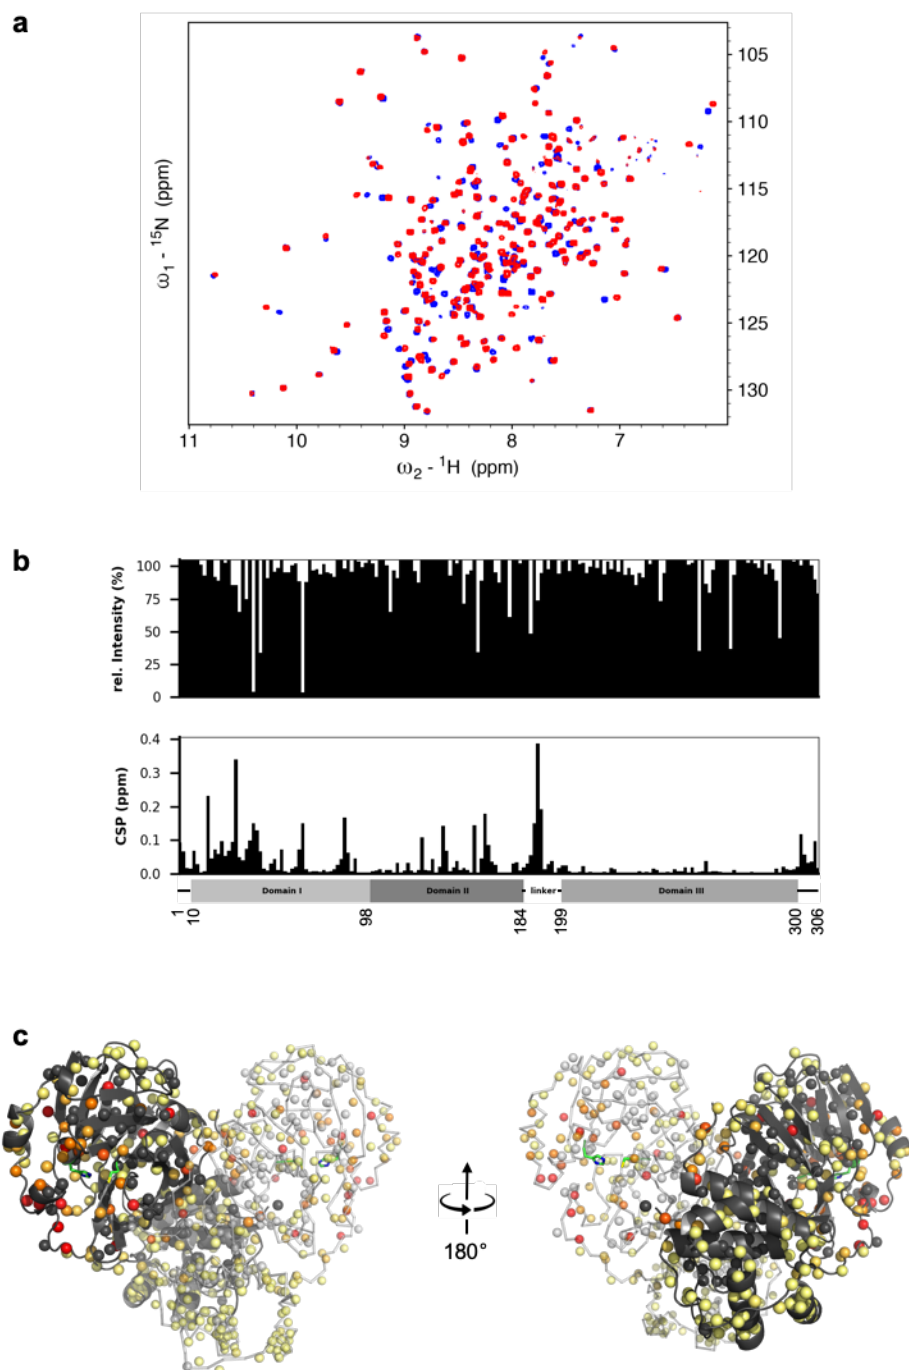 a
105
110
115
120
125
130
ω₁ - ¹⁵N (ppm)
11 10 9 8 7
ω₂ - ¹H (ppm)
b
rel. Intensity (%)
100
75
50
25
0
CSP (ppm)
0.4
0.3
0.2
0.1
0.0
Domain I Domain II linker Domain III
1 10 98 184 199 300 306
c
180°